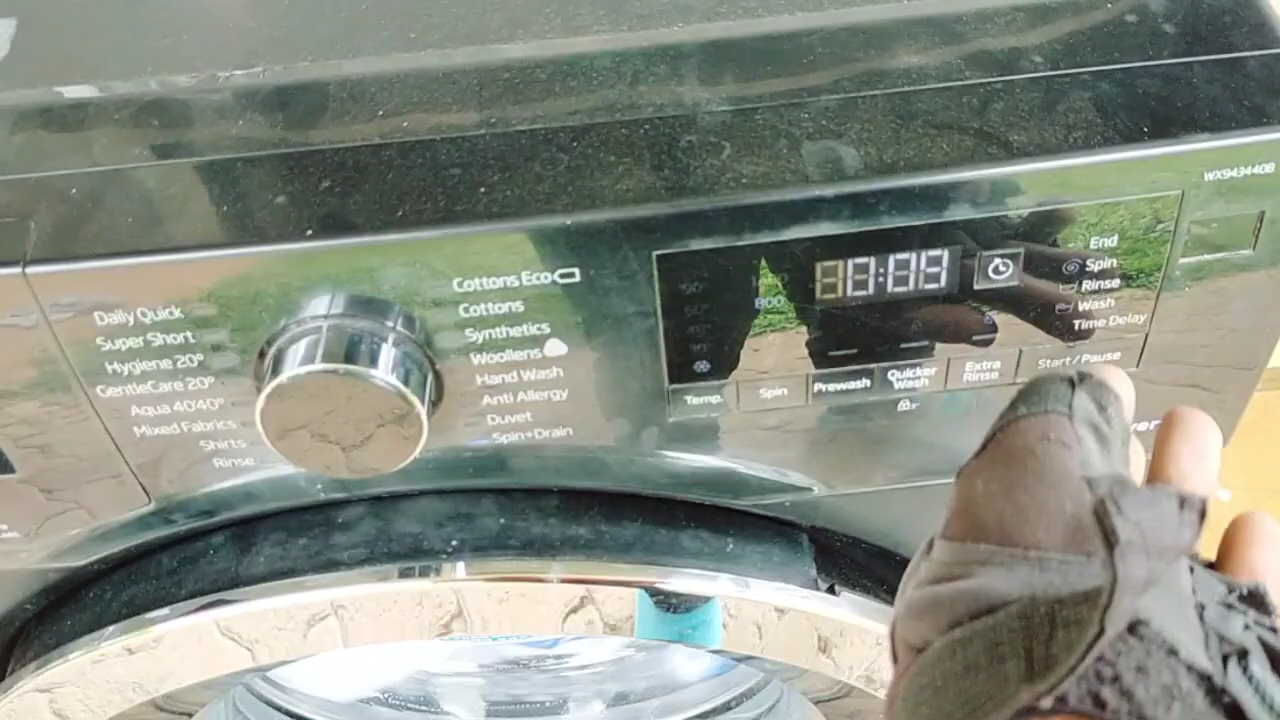 WX943440B
Daily Quick
Super Short
Hygiene 20°
GentleCare 20°
Aqua 40'40°
Mixed Fabrics
Shirts
Rinse
Cottons Eco
Cottons
Synthetics
Woollens
Hand Wash
Anti Allergy
Duvet
Spin+Drain
800
End
Spin
Rinse
Wash
Time Delay
Temp.
Spin
Prewash
Quicker Wash
Extra Rinse
Start / Pause